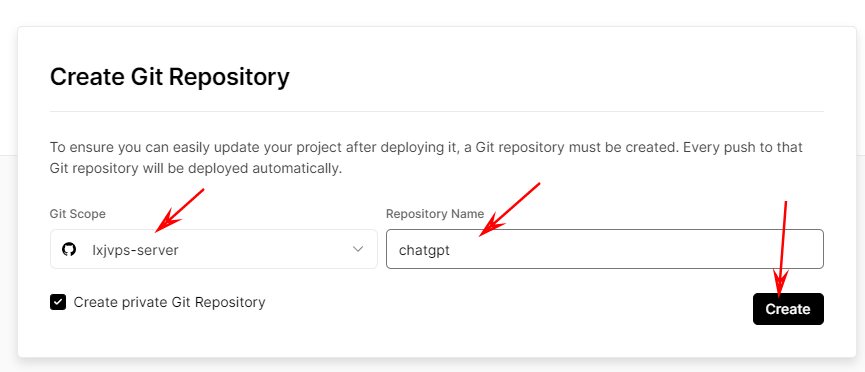 Create Git Repository
To ensure you can easily update your project after deploying it, a Git repository must be created. Every push to that
Git repository will be deployed automatically.
Git Scope
Repository Name
lxjvps-server
chatgpt
Create private Git Repository
Create